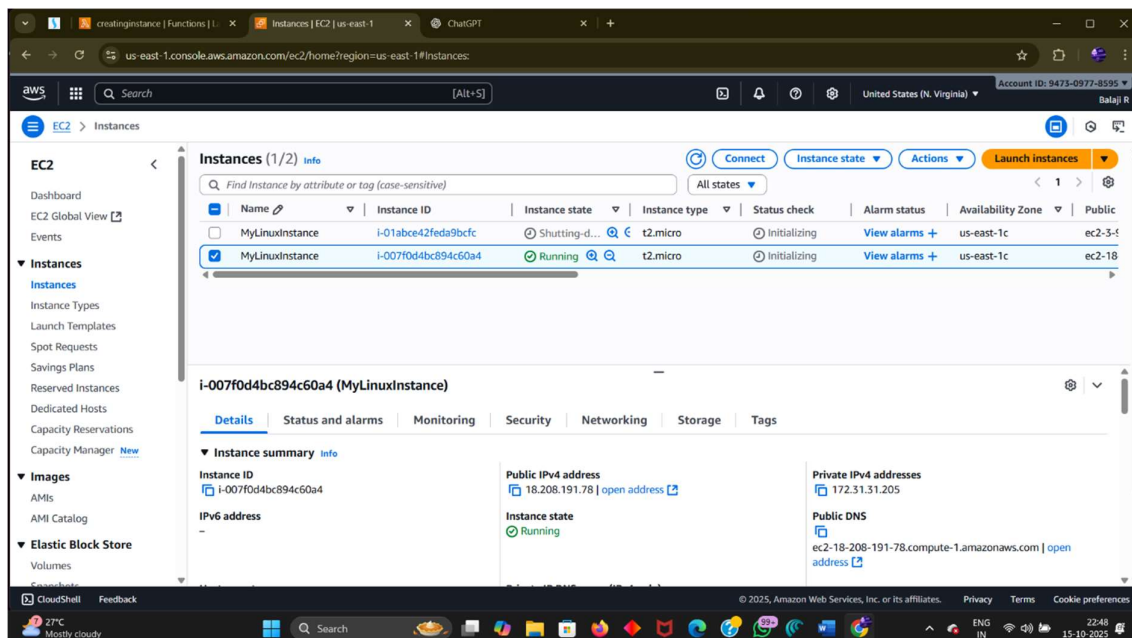 creatinginstance | Functions | L
Instances | EC2 | us-east-1
ChatGPT
us-east-1.console.aws.amazon.com/ec2/home?region=us-east-1#Instances:
aws
Search
[Alt+S]
United States (N. Virginia)
Account ID: 9473-0977-8595
Balaji R
EC2 > Instances
EC2
Dashboard
EC2 Global View
Events
Instances
Instances
Instance Types
Launch Templates
Spot Requests
Savings Plans
Reserved Instances
Dedicated Hosts
Capacity Reservations
Capacity Manager New
Images
AMIs
AMI Catalog
Elastic Block Store
Volumes
Instances (1/2) Info
Connect
Instance state
Actions
Launch instances
Find Instance by attribute or tag (case-sensitive)
All states
1
Name Instance ID Instance state Instance type Status check Alarm status Availability Zone Public
MyLinuxInstance i-01abce42feda9bcfc Shutting-d... t2.micro Initializing View alarms + us-east-1c ec2-3-9
MyLinuxInstance i-007f0d4bc894c60a4 Running t2.micro Initializing View alarms + us-east-1c ec2-18
i-007f0d4bc894c60a4 (MyLinuxInstance)
Details Status and alarms Monitoring Security Networking Storage Tags
Instance summary Info
Instance ID
i-007f0d4bc894c60a4
Public IPv4 address
18.208.191.78 | open address
Private IPv4 addresses
172.31.31.205
IPv6 address
–
Instance state
Running
Public DNS
ec2-18-208-191-78.compute-1.amazonaws.com | open
address
CloudShell Feedback
© 2025, Amazon Web Services, Inc. or its affiliates. Privacy Terms Cookie preferences
27°C
Mostly cloudy
Search
99+
ENG
IN
22:48
15-10-2025